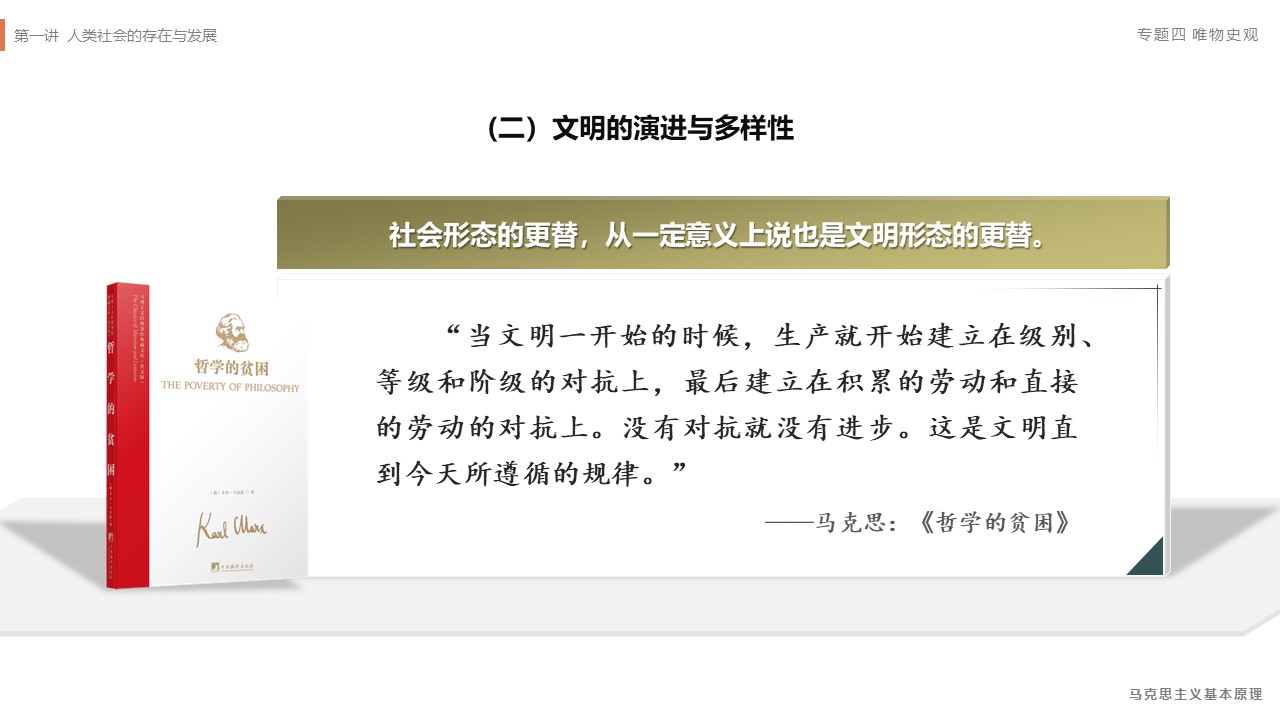 第一讲 人类社会的存在与发展
专题四 唯物史观
(二）文明的演进与多样性
社会形态的更替，从一定意义上说也是文明形态的更替。
“当文明一开始的时候，生产就开始建立在级别、
等级和阶级的对抗上，最后建立在积累的劳动和直接
的劳动的对抗上。没有对抗就没有进步。这是文明直
到今天所遵循的规律。”
——马克思：《哲学的贫困》
哲学的贫困
哲学的贫困
THE POVERTY OF PHILOSOPHY
Karl Marx
中央编译出版社
马克思主义基本原理